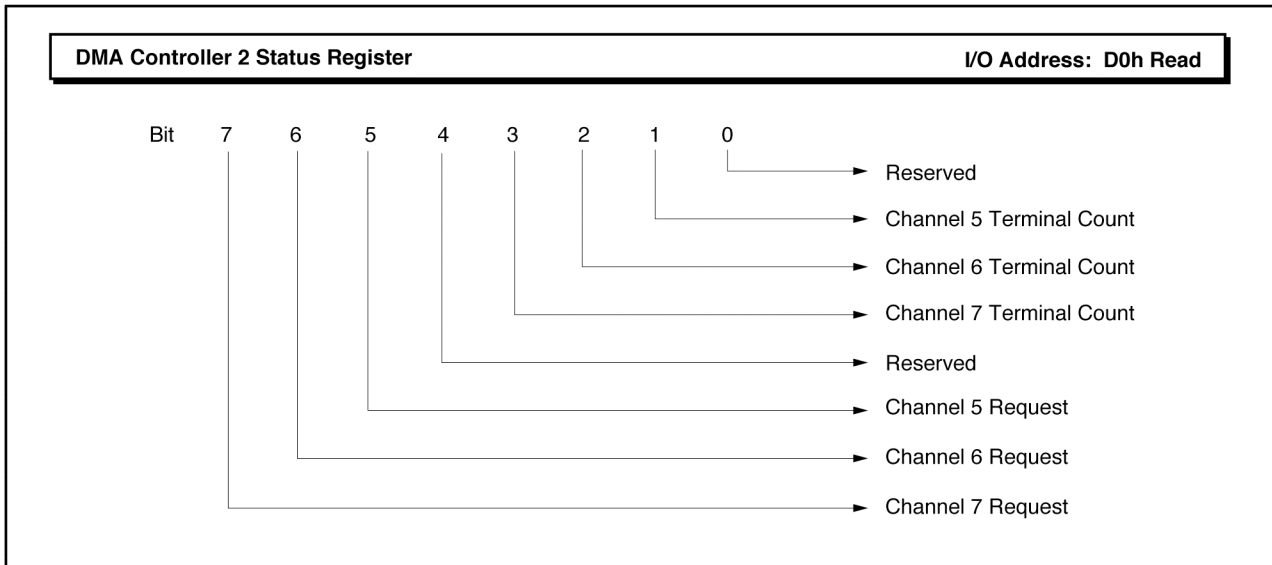 DMA Controller 2 Status Register I/O Address: D0h Read
Bit 7 6 5 4 3 2 1 0
Reserved
Channel 5 Terminal Count
Channel 6 Terminal Count
Channel 7 Terminal Count
Reserved
Channel 5 Request
Channel 6 Request
Channel 7 Request